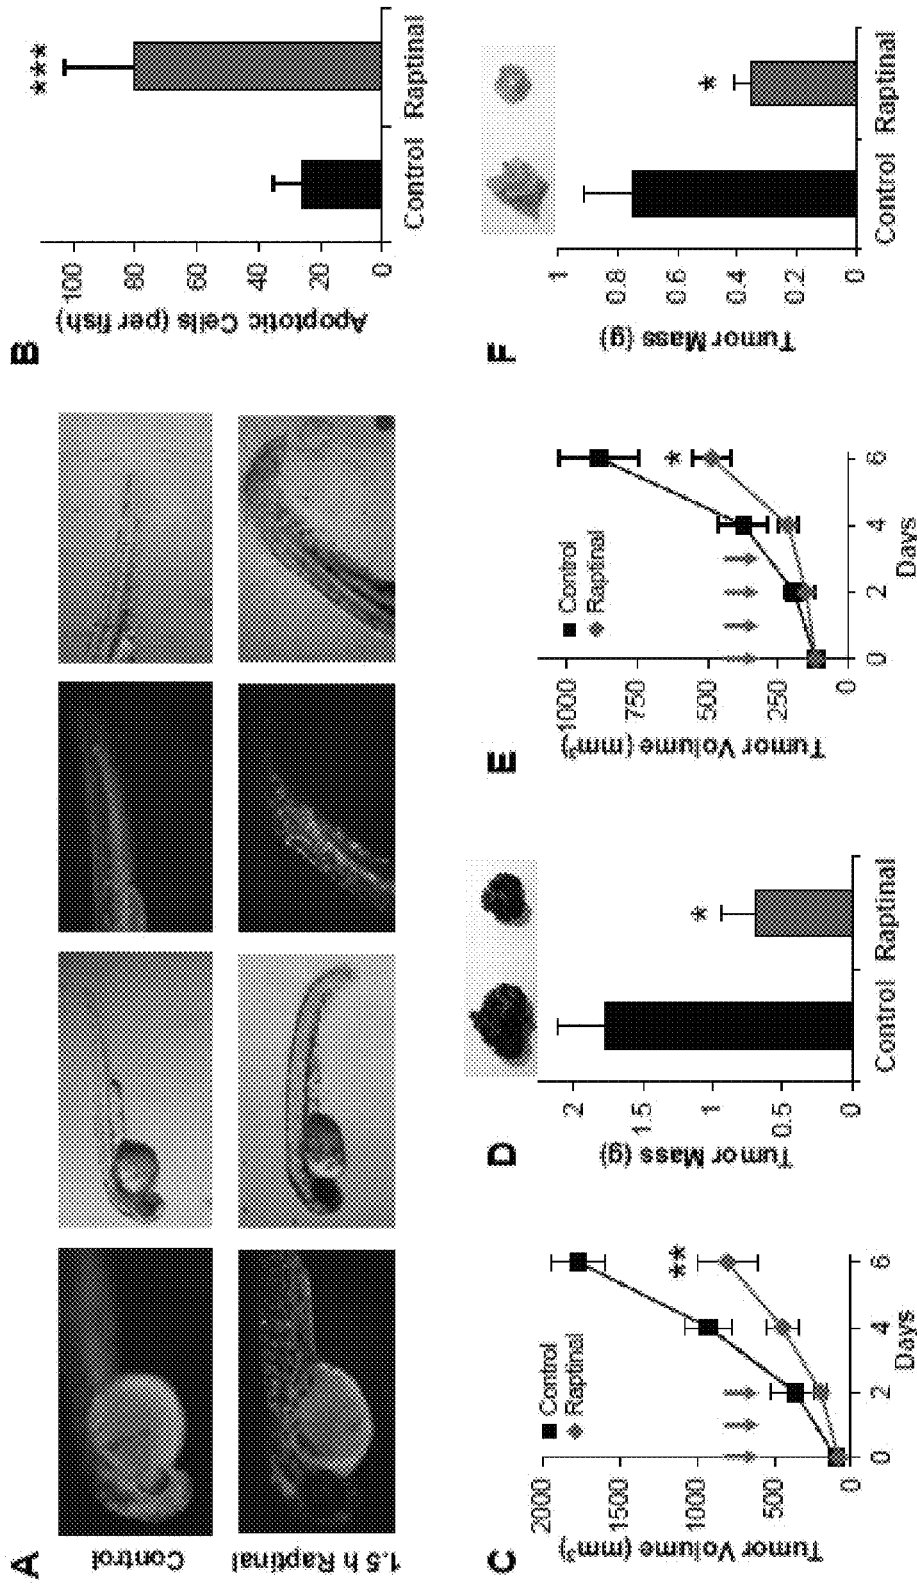 A
Control
1.5 h Raptinal
B
Apoptotic Cells (per fish)
100
80
60
40
20
0
***
Control Raptinal
C
Tumor Volume (mm³)
2000
1500
1000
500
0
Control
Raptinal
**
0 2 4 6
Days
D
Tumor Mass (g)
2
1.5
1
0.5
0
*
Control Raptinal
E
Tumor Volume (mm³)
1000
750
500
250
0
Control
Raptinal
*
0 2 4 6
Days
F
Tumor Mass (g)
1
0.8
0.6
0.4
0.2
0
*
Control Raptinal